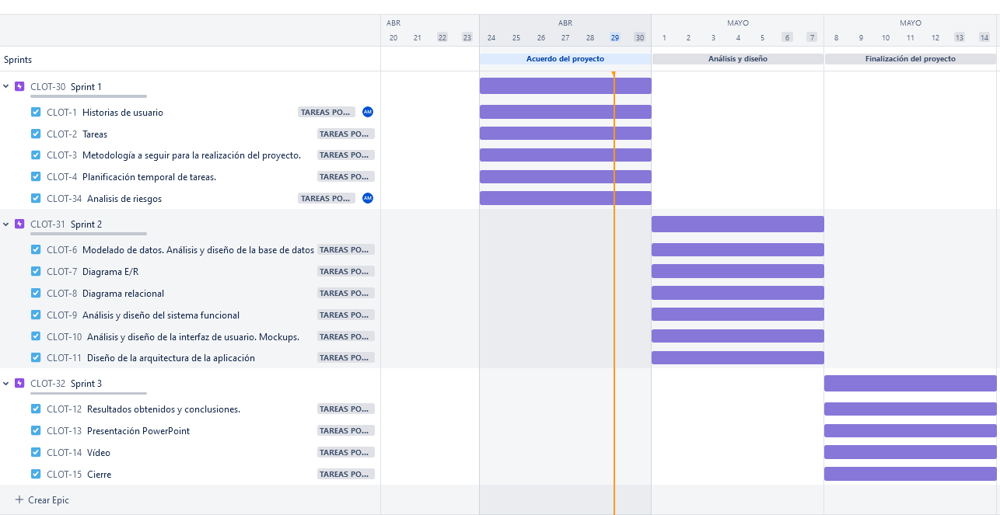 ABR ABR MAYO MAYO
20 21 22 23 24 25 26 27 28 29 30 1 2 3 4 5 6 7 8 9 10 11 12 13 14
Sprints Acuerdo del proyecto Análisis y diseño Finalización del proyecto
CLOT-30 Sprint 1
CLOT-1 Historias de usuario TAREAS PO... AM
CLOT-2 Tareas TAREAS PO...
CLOT-3 Metodología a seguir para la realización del proyecto. TAREAS PO...
CLOT-4 Planificación temporal de tareas. TAREAS PO...
CLOT-34 Analisis de riesgos TAREAS PO... AM
CLOT-31 Sprint 2
CLOT-6 Modelado de datos. Análisis y diseño de la base de datos TAREAS PO...
CLOT-7 Diagrama E/R TAREAS PO...
CLOT-8 Diagrama relacional TAREAS PO...
CLOT-9 Análisis y diseño del sistema funcional TAREAS PO...
CLOT-10 Análisis y diseño de la interfaz de usuario. Mockups. TAREAS PO...
CLOT-11 Diseño de la arquitectura de la aplicación TAREAS PO...
CLOT-32 Sprint 3
CLOT-12 Resultados obtenidos y conclusiones. TAREAS PO...
CLOT-13 Presentación PowerPoint TAREAS PO...
CLOT-14 Vídeo TAREAS PO...
CLOT-15 Cierre TAREAS PO...
+ Crear Epic